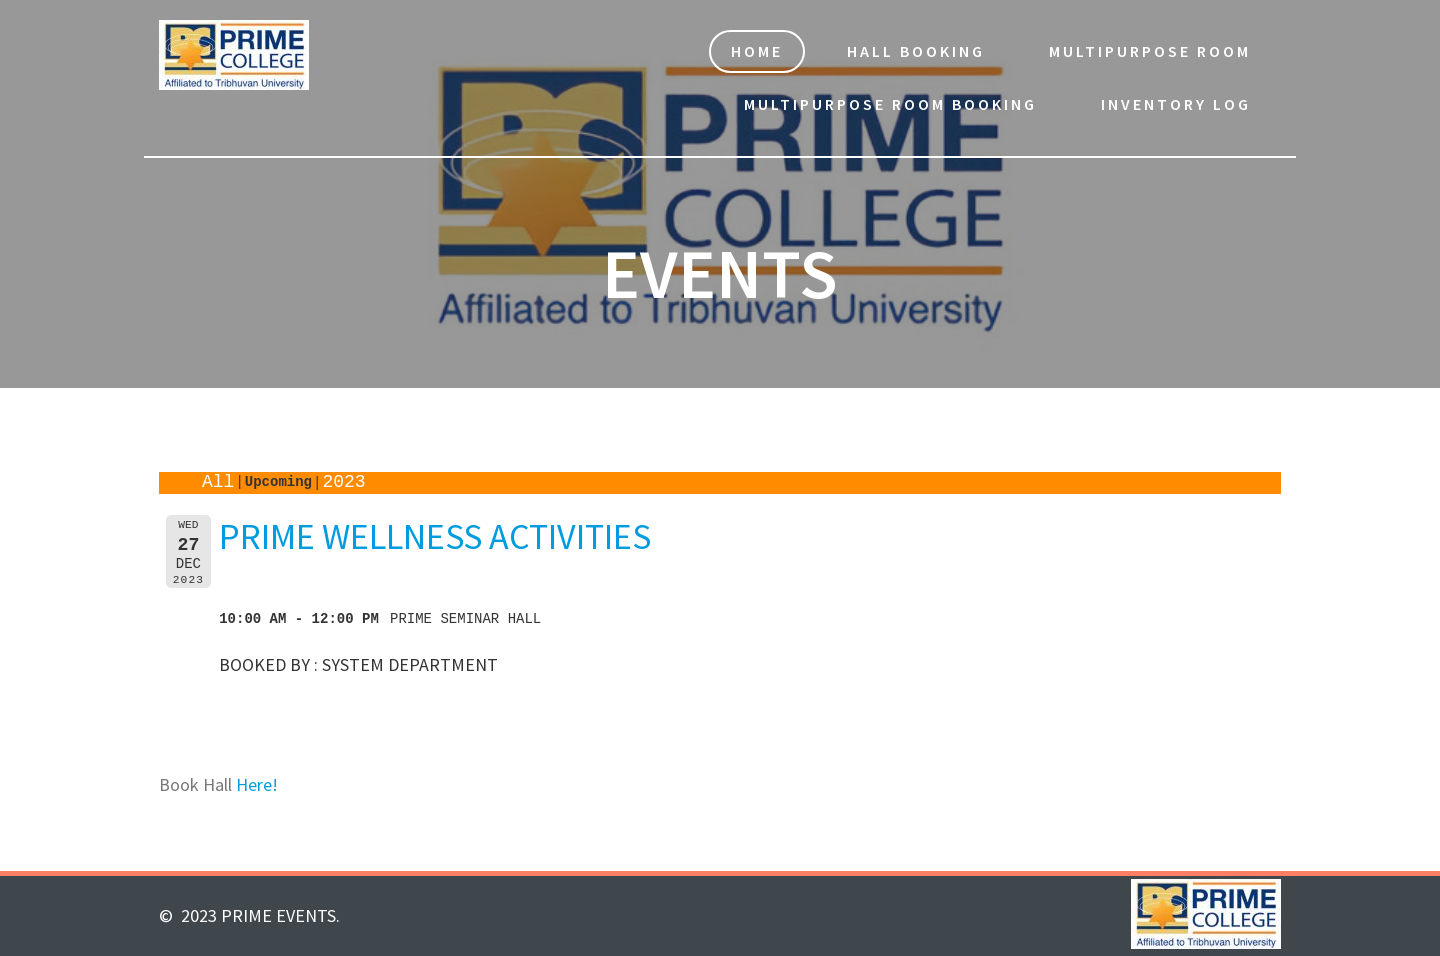 PRIME
COLLEGE
Affiliated to Tribhuvan University
HOME
HALL BOOKING
MULTIPURPOSE ROOM
MULTIPURPOSE ROOM BOOKING
INVENTORY LOG
PRIME
COLLEGE
Affiliated to Tribhuvan University
EVENTS
All|Upcoming|2023
WED
27
DEC
2023
PRIME WELLNESS ACTIVITIES
10:00 AM - 12:00 PM PRIME SEMINAR HALL
BOOKED BY : SYSTEM DEPARTMENT
Book Hall Here!
© 2023 PRIME EVENTS.
PRIME
COLLEGE
Affiliated to Tribhuvan University